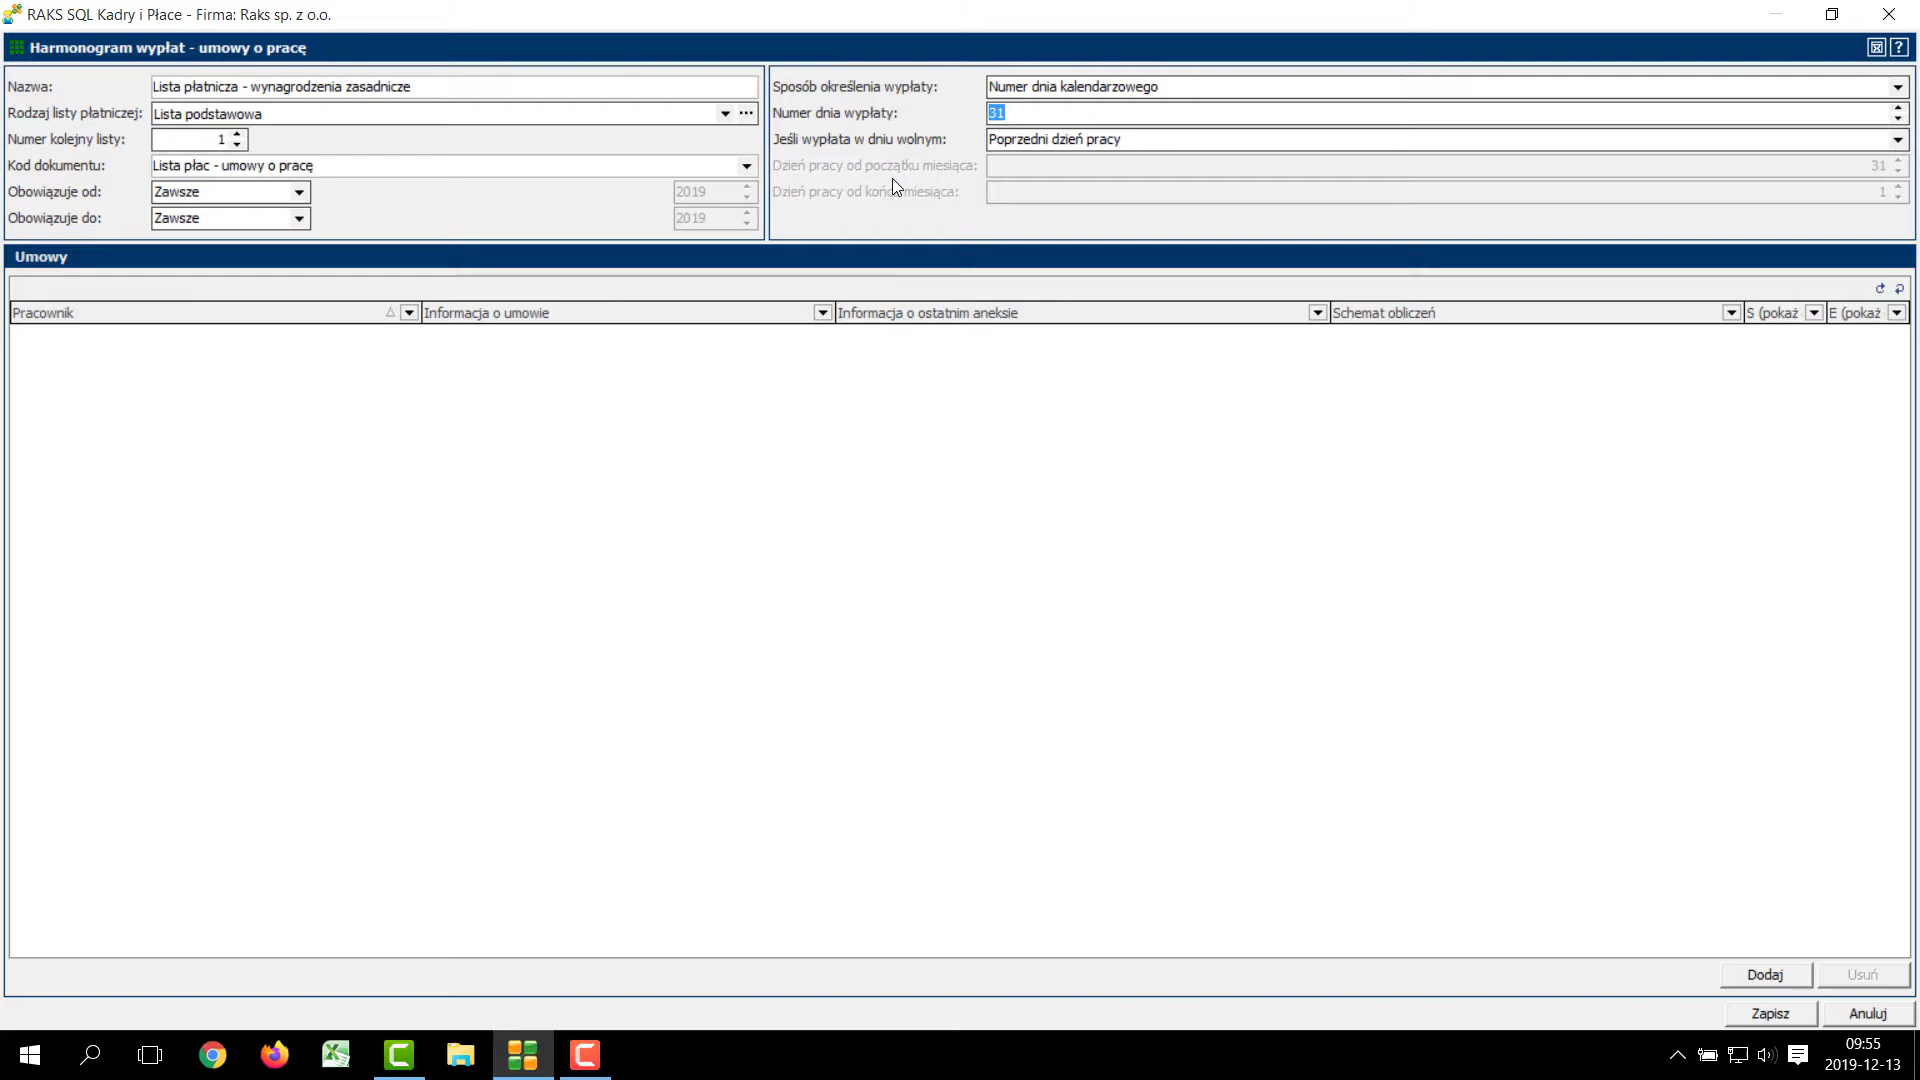 RAKS SQL Kadry i Płace - Firma: Raks sp. z o.o.
Harmonogram wypłat - umowy o pracę
Nazwa: Lista płatnicza - wynagrodzenia zasadnicze
Rodzaj listy płatniczej: Lista podstawowa
Numer kolejny listy: 1
Kod dokumentu: Lista płac - umowy o pracę
Obowiązuje od: Zawsze 2019
Obowiązuje do: Zawsze 2019
Sposób określenia wypłaty: Numer dnia kalendarzowego
Numer dnia wypłaty: 31
Jeśli wypłata w dniu wolnym: Poprzedni dzień pracy
Dzień pracy od początku miesiąca: 31
Dzień pracy od końca miesiąca: 1
Umowy
Pracownik Informacja o umowie Informacja o ostatnim aneksie Schemat obliczeń S (pokaż E (pokaż
Dodaj Usuń
Zapisz Anuluj
09:55
2019-12-13